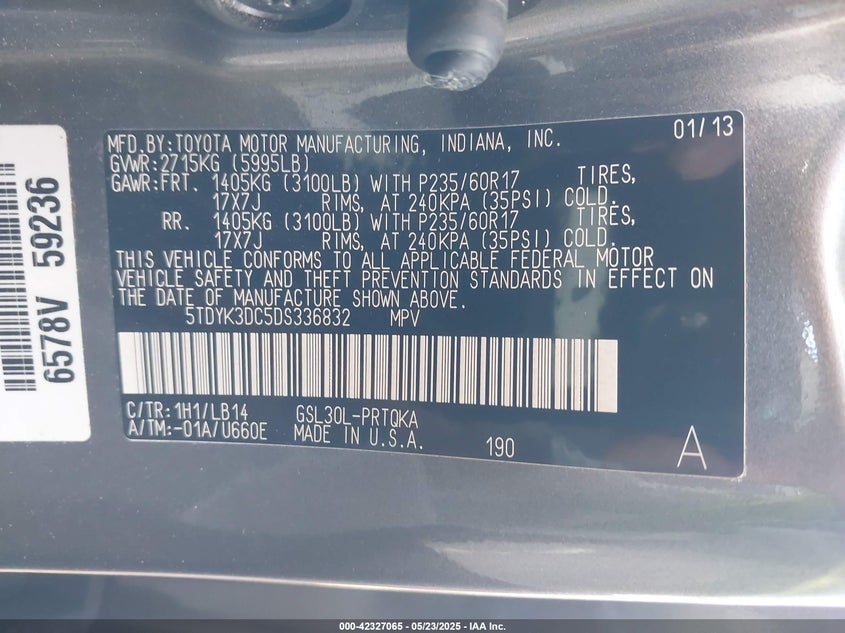 MFD.BY:TOYOTA MOTOR MANUFACTURING, INDIANA, INC. 01/13
GVWR:2715KG (5995LB)
GAWR:FRT. 1405KG (3100LB) WITH P235/60R17 TIRES,
17X7J RIMS, AT 240KPA (35PSI) COLD.
RR. 1405KG (3100LB) WITH P235/60R17 TIRES,
17X7J RIMS, AT 240KPA (35PSI) COLD.
THIS VEHICLE CONFORMS TO ALL APPLICABLE FEDERAL MOTOR
VEHICLE SAFETY AND THEFT PREVENTION STANDARDS IN EFFECT ON
THE DATE OF MANUFACTURE SHOWN ABOVE.
5TDYK3DC5DS336832 MPV
C/TR:1H1/LB14 GSL30L-PRTQKA
A/TM:-01A/U660E MADE IN U.S.A. 190 A
6578V 59236
000-42327065 - 05/23/2025 - IAA Inc.